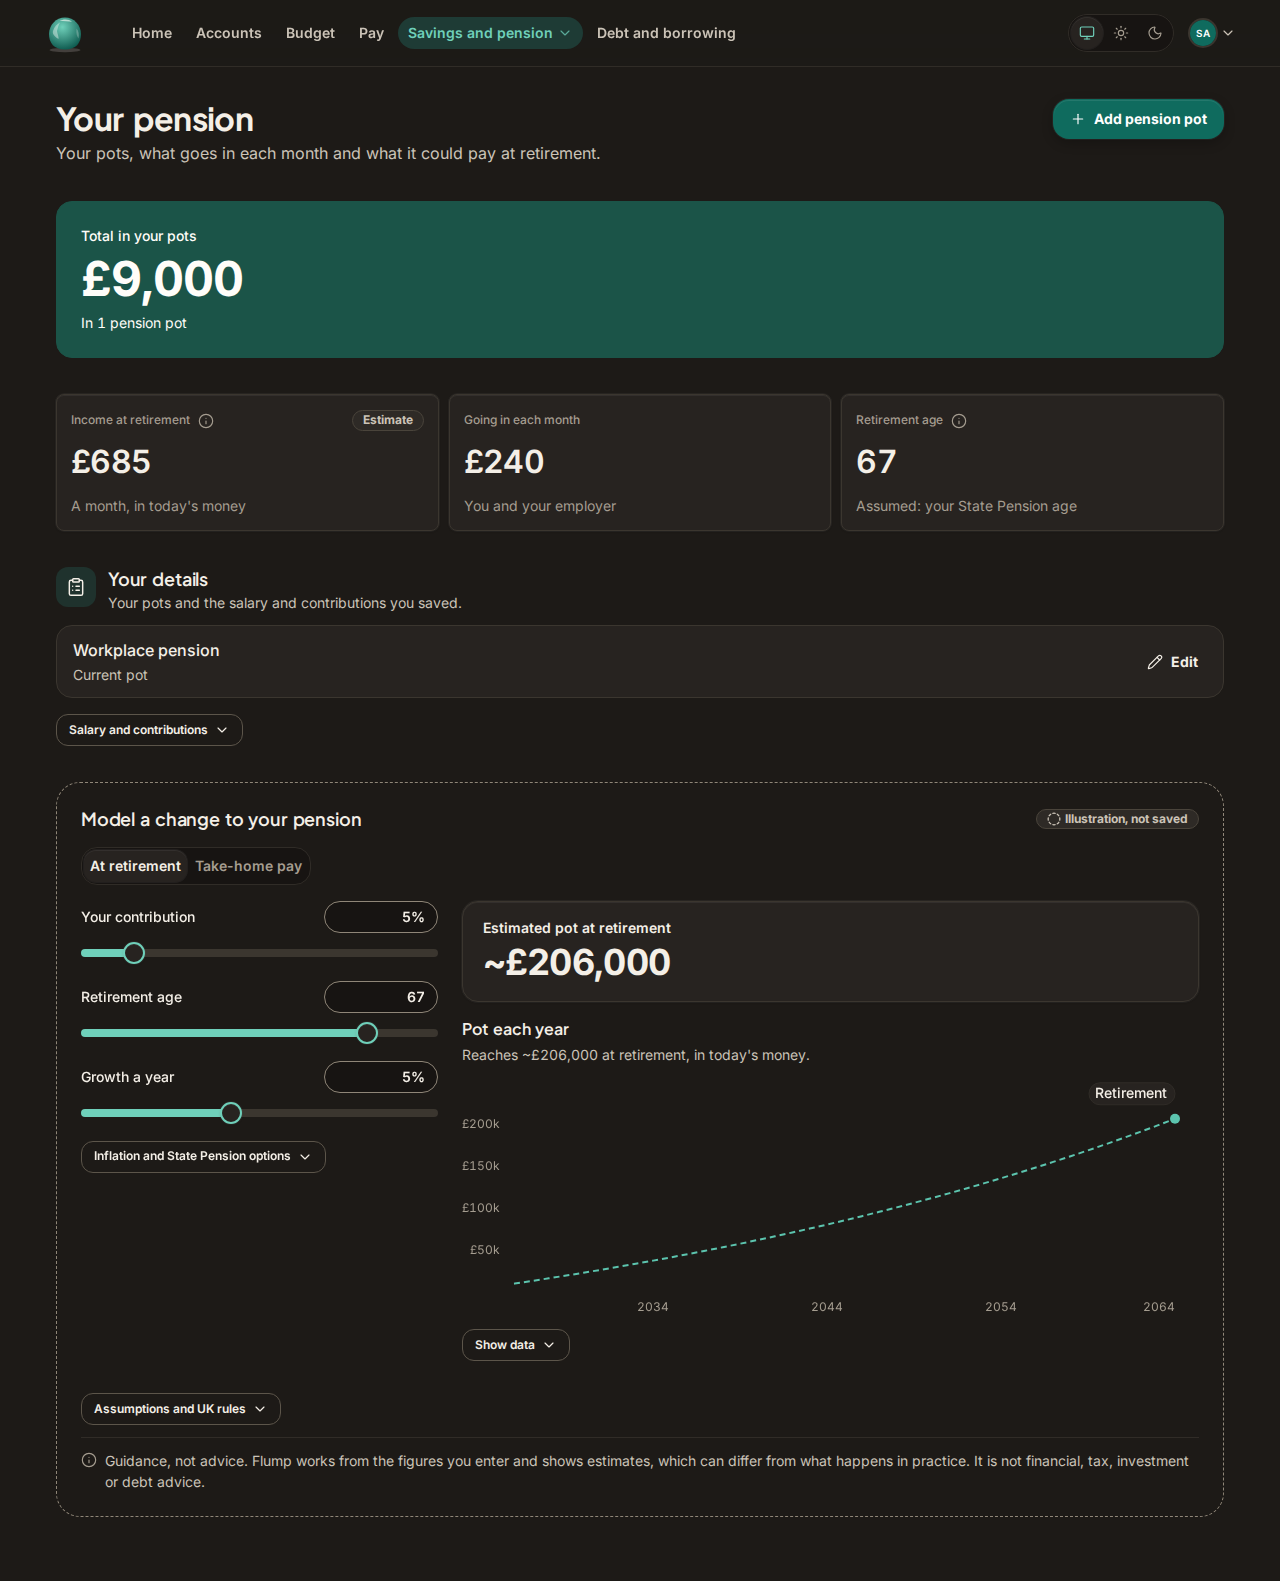 Home
Accounts
Budget
Pay
Savings and pension
Debt and borrowing
SA
Your pension
Add pension pot
Your pots, what goes in each month and what it could pay at retirement.
Total in your pots
£9,000
In 1 pension pot
Income at retirement
Estimate
£685
A month, in today's money
Going in each month
£240
You and your employer
Retirement age
67
Assumed: your State Pension age
Your details
Your pots and the salary and contributions you saved.
Workplace pension
Current pot
Edit
Salary and contributions
Model a change to your pension
Illustration, not saved
At retirement
Take-home pay
Your contribution
5%
Retirement age
67
Growth a year
5%
Inflation and State Pension options
Estimated pot at retirement
~£206,000
Pot each year
Reaches ~£206,000 at retirement, in today's money.
Retirement
£200k
£150k
£100k
£50k
2034
2044
2054
2064
Show data
Assumptions and UK rules
Guidance, not advice. Flump works from the figures you enter and shows estimates, which can differ from what happens in practice. It is not financial, tax, investment
or debt advice.